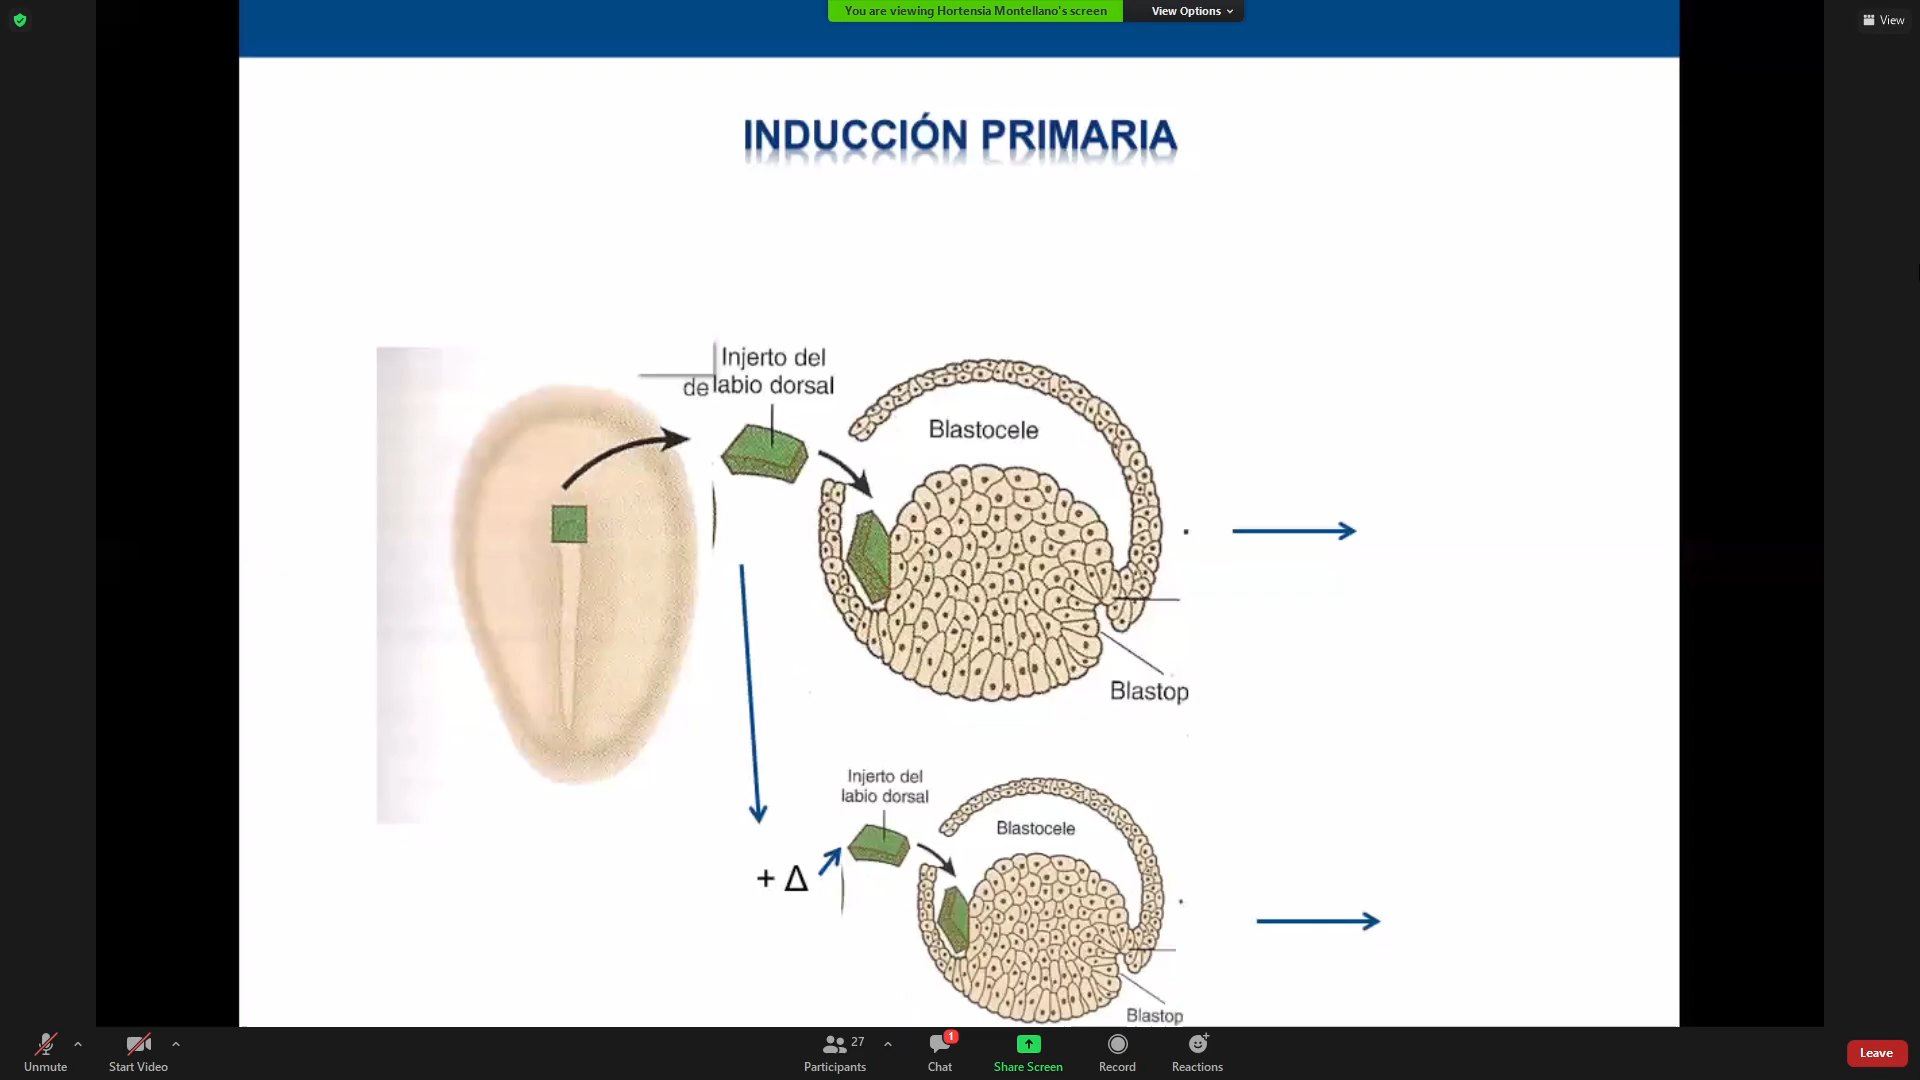 You are viewing Hortensia Montellano's screen
View Options
View
INDUCCIÓN PRIMARIA
Injerto del
de labio dorsal
Blastocele
Blastop
Injerto del
labio dorsal
Blastocele
+ Δ
Blastop
Unmute
Start Video
27
Participants
1
Chat
Share Screen
Record
Reactions
Leave